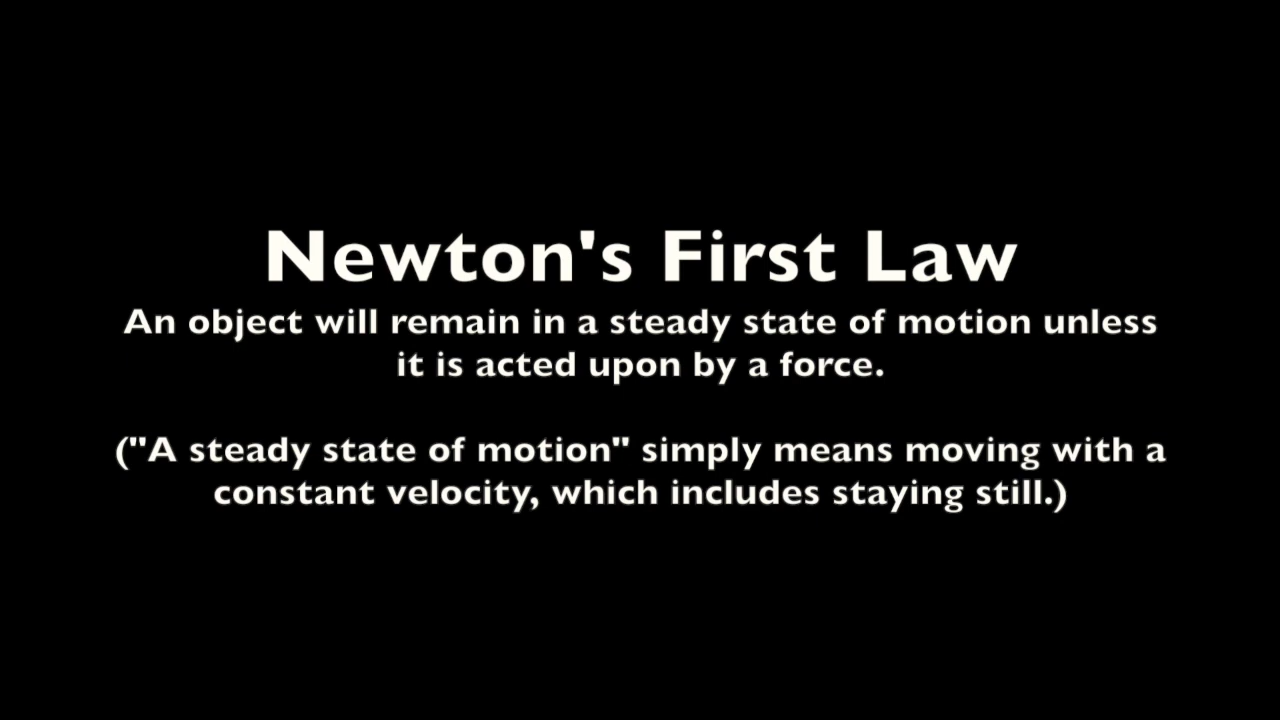 Newton's First Law
An object will remain in a steady state of motion unless
it is acted upon by a force.
("A steady state of motion" simply means moving with a
constant velocity, which includes staying still.)